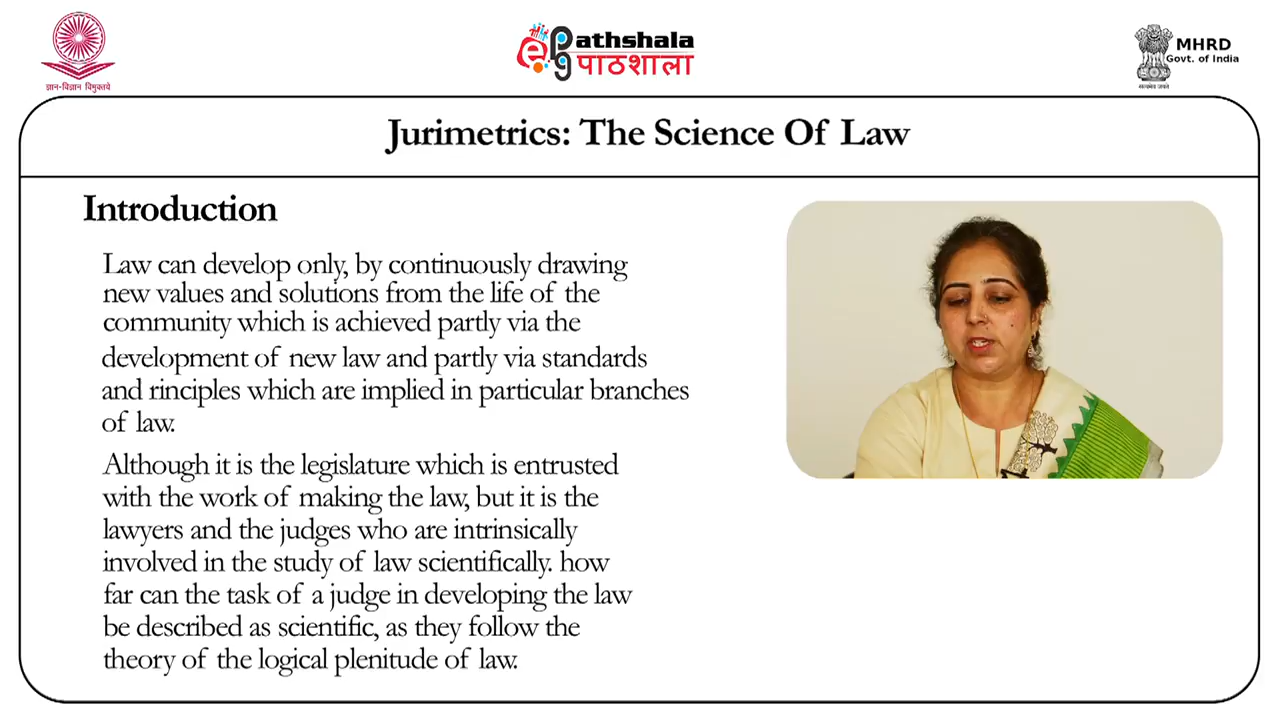 ज्ञान-विज्ञान विमुक्तये
epg athshala
पाठशाला
MHRD
Govt. of India
सत्यमेव जयते
Jurimetrics: The Science Of Law
Introduction
Law can develop only, by continuously drawing
new values and solutions from the life of the
community which is achieved partly via the
development of new law and partly via standards
and rinciples which are implied in particular branches
of law.
Although it is the legislature which is entrusted
with the work of making the law, but it is the
lawyers and the judges who are intrinsically
involved in the study of law scientifically. how
far can the task of a judge in developing the law
be described as scientific, as they follow the
theory of the logical plenitude of law.